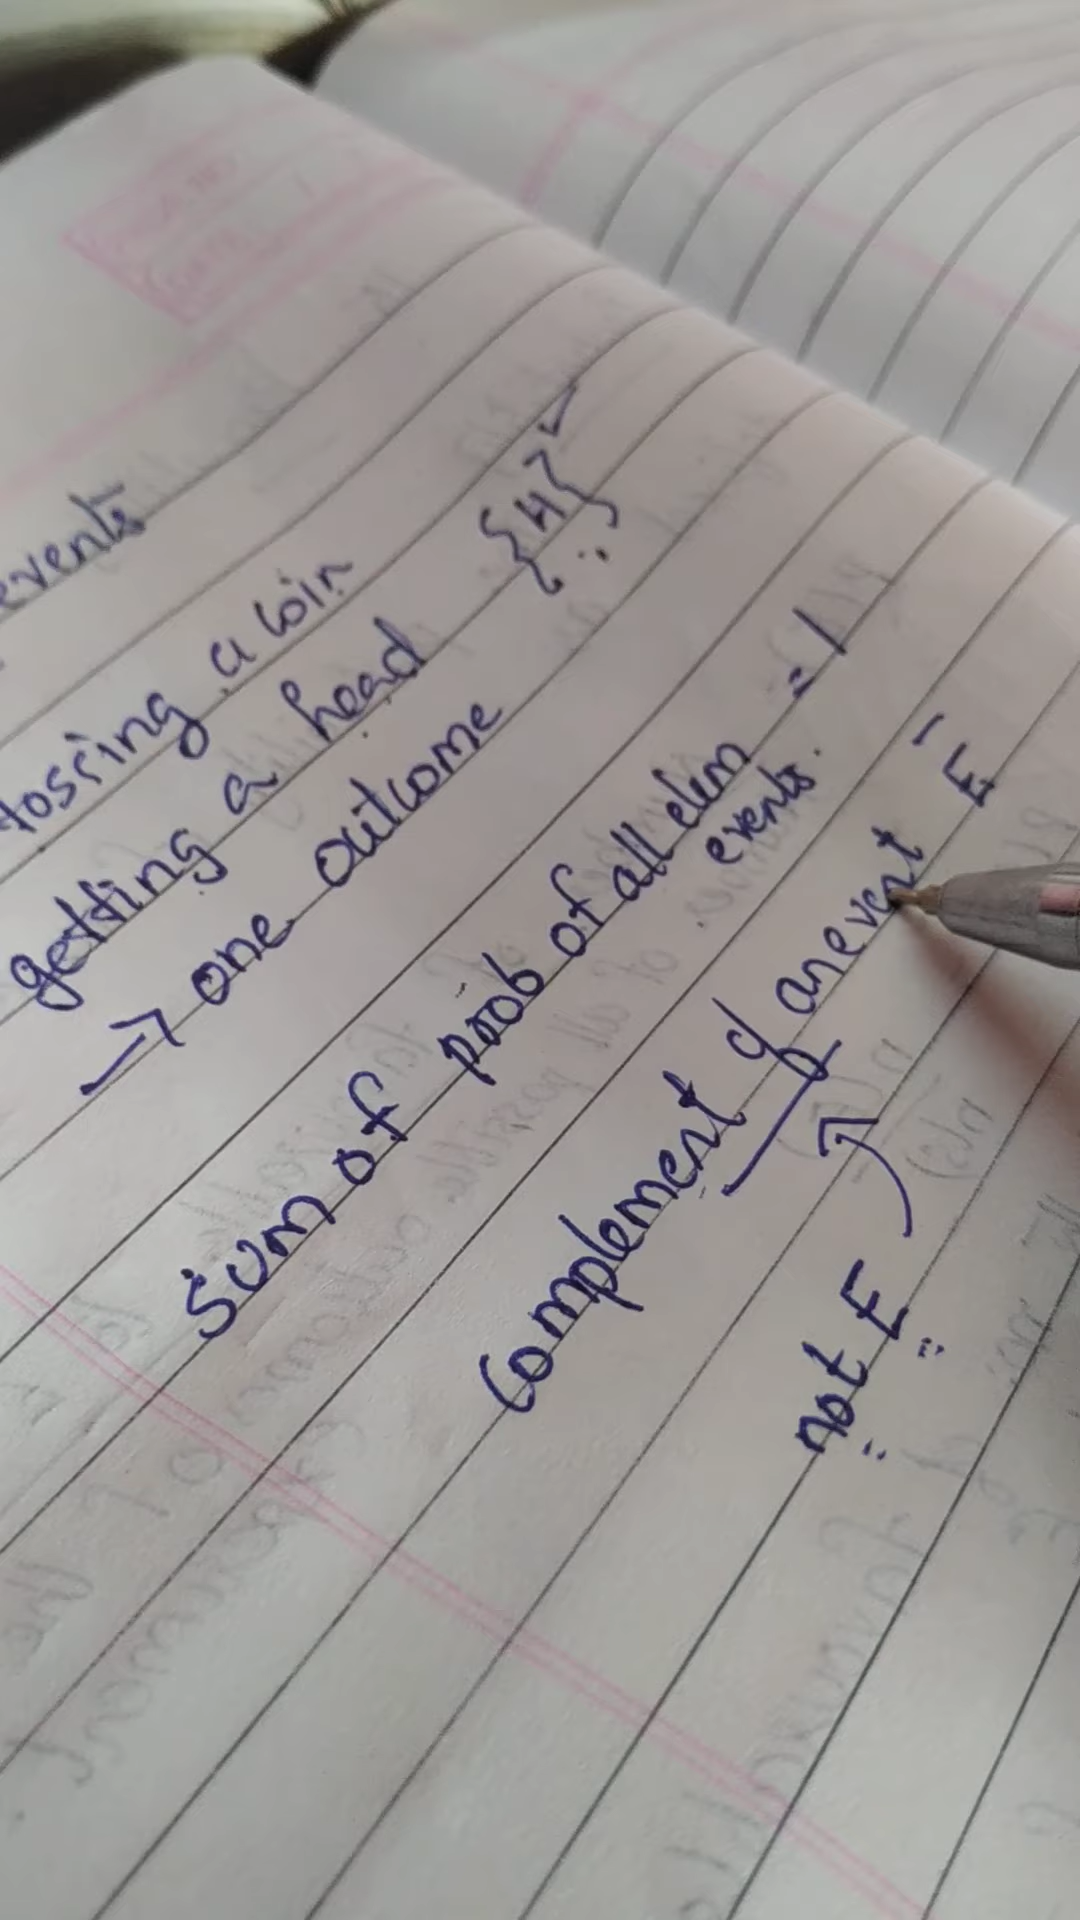 events
tossing a coin
getting a head {H}
→ one outcome
sum of prob of all elem = 1
events.
Complement of an event Ē
not E